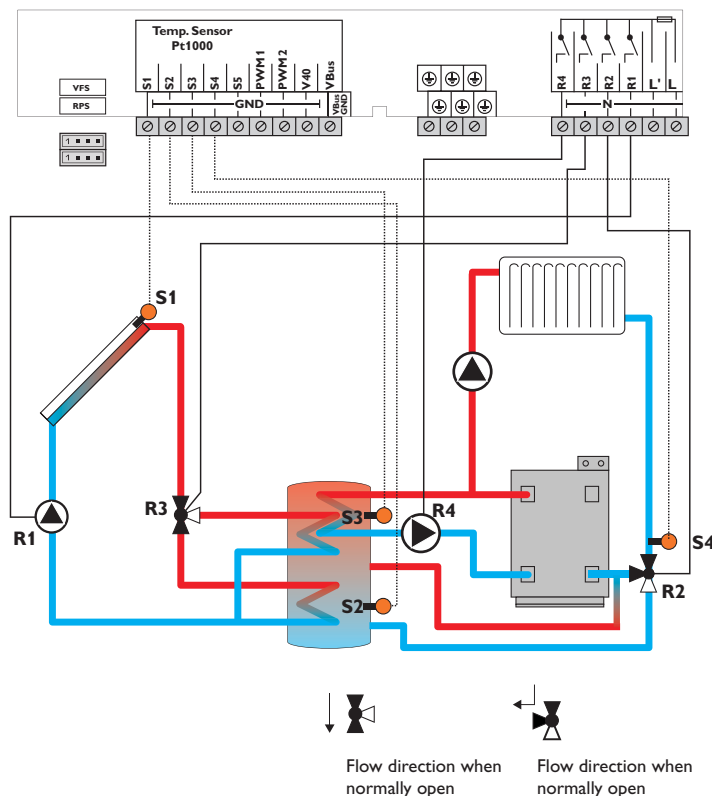 Temp. Sensor
Pt1000
VFS
RPS
S1 S2 S3 S4 S5 PWM1 PWM2 V40 VBus
GND
VBus
GND
R4 R3 R2 R1 L' L
N
1
1
S1
R3
R1
S3
R4
S2
S4
R2
Flow direction when
normally open
Flow direction when
normally open